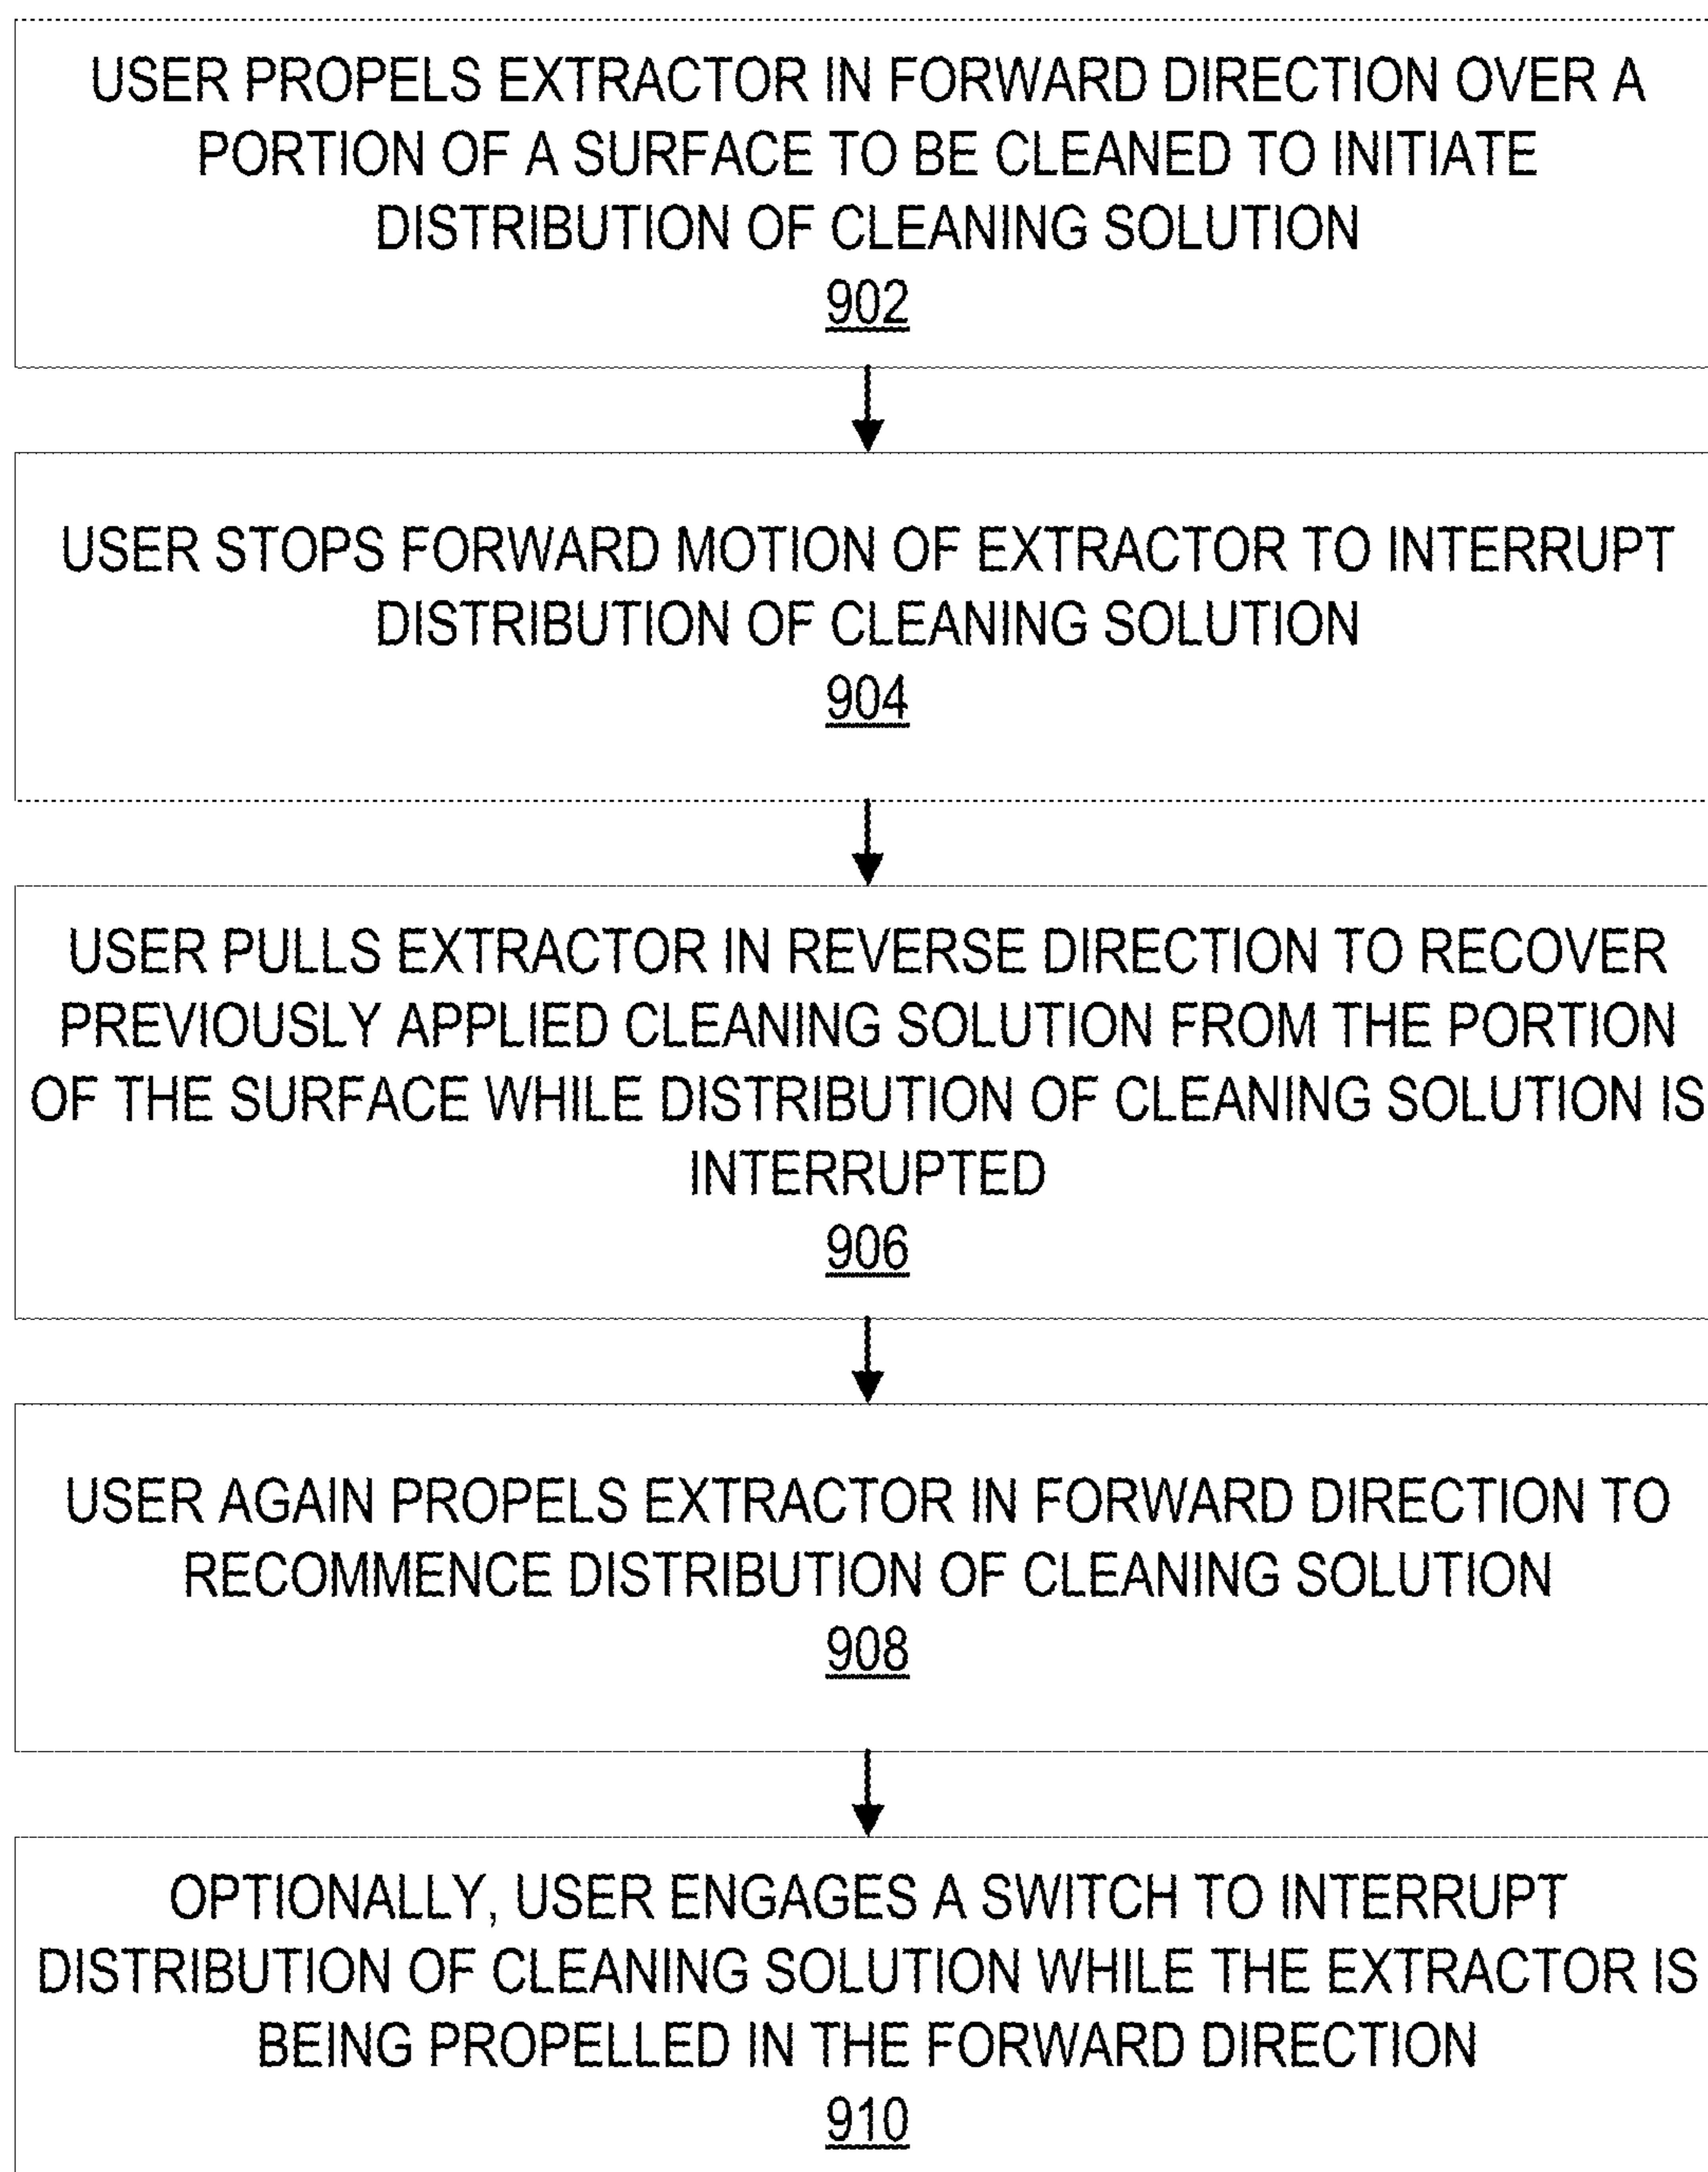 USER PROPELS EXTRACTOR IN FORWARD DIRECTION OVER A
PORTION OF A SURFACE TO BE CLEANED TO INITIATE
DISTRIBUTION OF CLEANING SOLUTION
902
USER STOPS FORWARD MOTION OF EXTRACTOR TO INTERRUPT
DISTRIBUTION OF CLEANING SOLUTION
904
USER PULLS EXTRACTOR IN REVERSE DIRECTION TO RECOVER
PREVIOUSLY APPLIED CLEANING SOLUTION FROM THE PORTION
OF THE SURFACE WHILE DISTRIBUTION OF CLEANING SOLUTION IS
INTERRUPTED
906
USER AGAIN PROPELS EXTRACTOR IN FORWARD DIRECTION TO
RECOMMENCE DISTRIBUTION OF CLEANING SOLUTION
908
OPTIONALLY, USER ENGAGES A SWITCH TO INTERRUPT
DISTRIBUTION OF CLEANING SOLUTION WHILE THE EXTRACTOR IS
BEING PROPELLED IN THE FORWARD DIRECTION
910